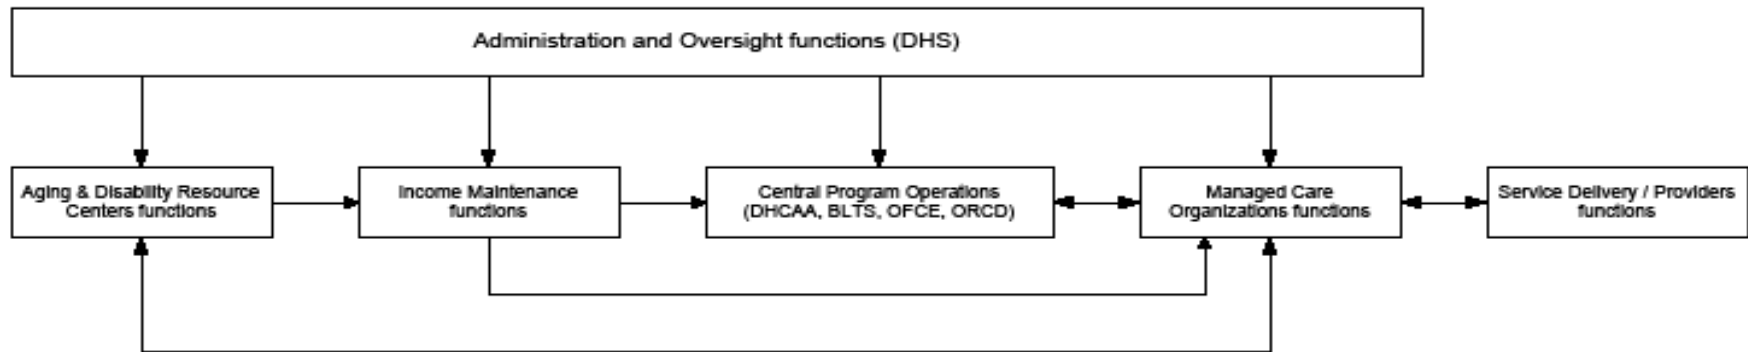 Administration and Oversight functions (DHS)
Aging & Disability Resource
Centers functions
Income Maintenance
functions
Central Program Operations
(DHCAA, BLTS, OFCE, ORCD)
Managed Care
Organizations functions
Service Delivery / Providers
functions